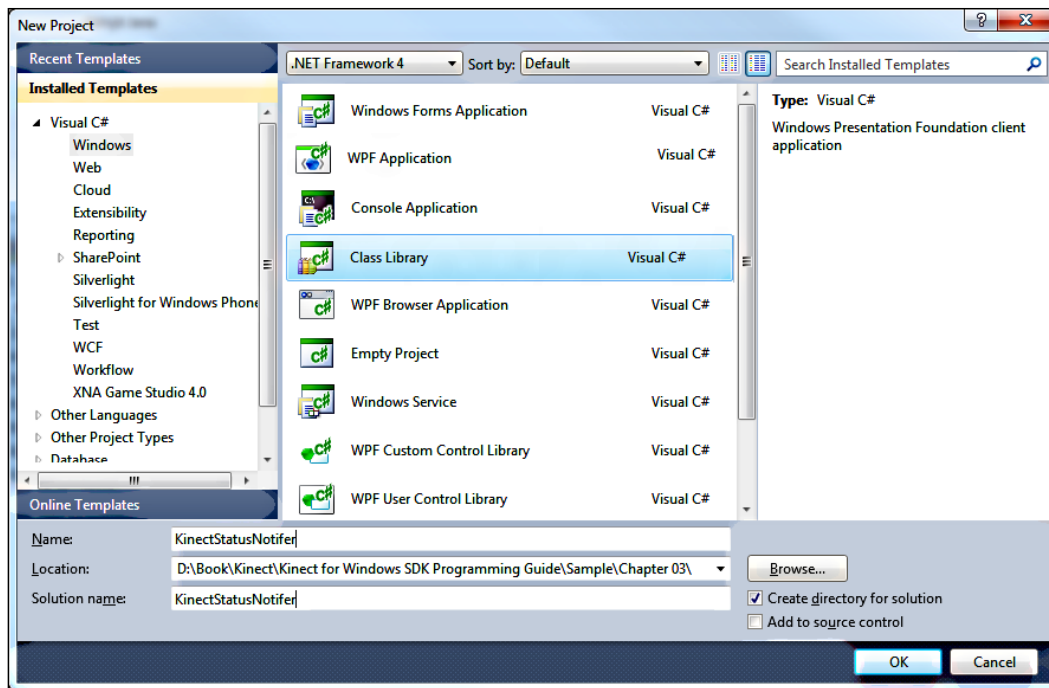 New Project
Recent Templates
.NET Framework 4
Sort by: Default
Search Installed Templates
Installed Templates
Visual C#
Windows
Web
Cloud
Extensibility
Reporting
SharePoint
Silverlight
Silverlight for Windows Phone
Test
WCF
Workflow
XNA Game Studio 4.0
Other Languages
Other Project Types
Database
Online Templates
Windows Forms Application Visual C#
WPF Application Visual C#
Console Application Visual C#
Class Library Visual C#
WPF Browser Application Visual C#
Empty Project Visual C#
Windows Service Visual C#
WPF Custom Control Library Visual C#
WPF User Control Library Visual C#
Type: Visual C#
Windows Presentation Foundation client
application
Name: KinectStatusNotifer
Location: D:\Book\Kinect\Kinect for Windows SDK Programming Guide\Sample\Chapter 03\
Browse...
Solution name: KinectStatusNotifer
Create directory for solution
Add to source control
OK
Cancel